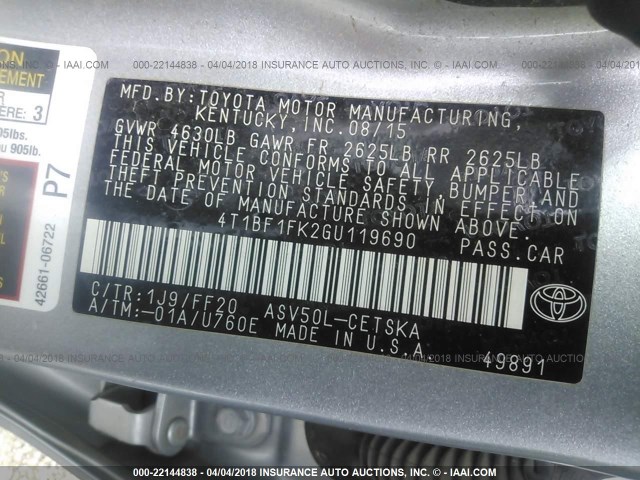 000-22144838 - 04/04/2018 INSURANCE AUTO AUCTIONS, INC. - © IAAI.COM
MFD.BY:TOYOTA MOTOR MANUFACTURING,
KENTUCKY,INC.08/15
GVWR 4630LB GAWR FR 2625LB RR 2625LB
THIS VEHICLE CONFORMS TO ALL APPLICABLE
FEDERAL MOTOR VEHICLE SAFETY,BUMPER,AND
THEFT PREVENTION STANDARDS IN EFFECT ON
THE DATE OF MANUFACTURE SHOWN ABOVE.
4T1BF1FK2GU119690 PASS.CAR
C/TR:1J9/FF20 ASV50L-CETSKA
A/TM:-01A/U760E MADE IN U.S.A
49891
TOYOTA
ERE: 3
905lb.
P7
42661-06722
000-22144838 - 04/04/2018 INSURANCE AUTO AUCTIONS, INC. - © IAAI.COM